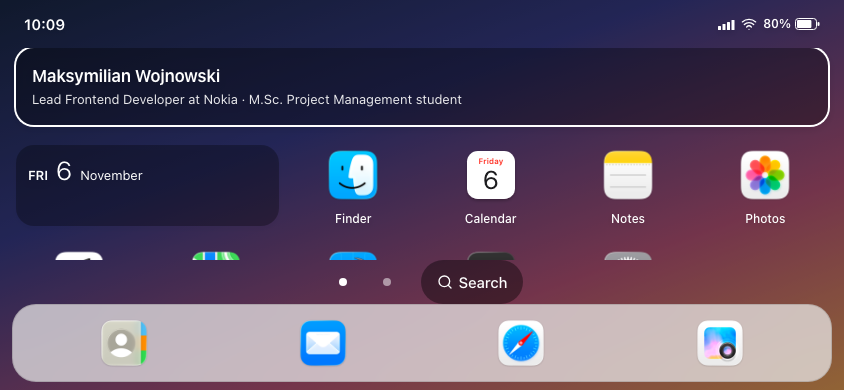 10:09
80%
Maksymilian Wojnowski
Lead Frontend Developer at Nokia · M.Sc. Project Management student
FRI 6 November
Friday
6
Finder
Calendar
Notes
Photos
Search